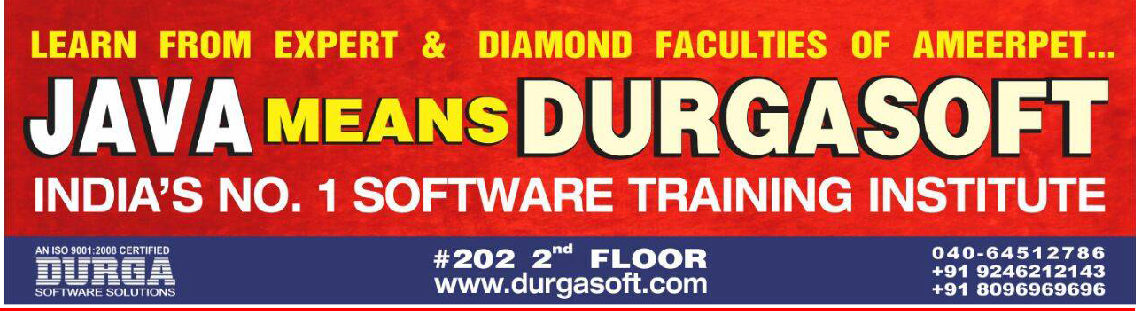 LEARN FROM EXPERT & DIAMOND FACULTIES OF AMEERPET...
JAVA MEANS DURGASOFT
INDIA'S NO. 1 SOFTWARE TRAINING INSTITUTE
AN ISO 9001:2008 CERTIFIED
DURGA
SOFTWARE SOLUTIONS
#202 2nd FLOOR
www.durgasoft.com
040-64512786
+91 9246212143
+91 8096969696